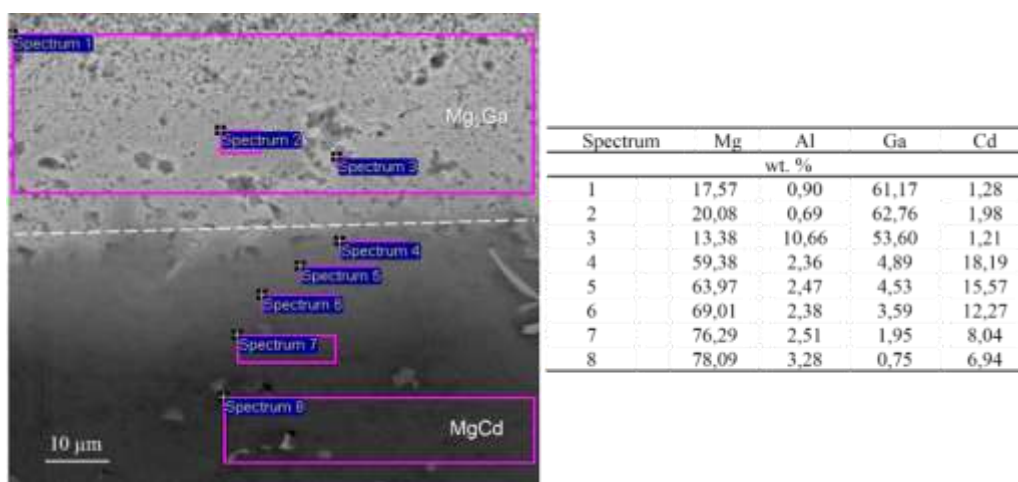 Spectrum 1
Mg Ga
Spectrum 2
Spectrum 3
Spectrum 4
Spectrum 5
Spectrum 6
Spectrum 7
Spectrum 8
MgCd
10 µm
Spectrum Mg Al Ga Cd
wt. %
1 17,57 0,90 61,17 1,28
2 20,08 0,69 62,76 1,98
3 13,38 10,66 53,60 1,21
4 59,38 2,36 4,89 18,19
5 63,97 2,47 4,53 15,57
6 69,01 2,38 3,59 12,27
7 76,29 2,51 1,95 8,04
8 78,09 3,28 0,75 6,94